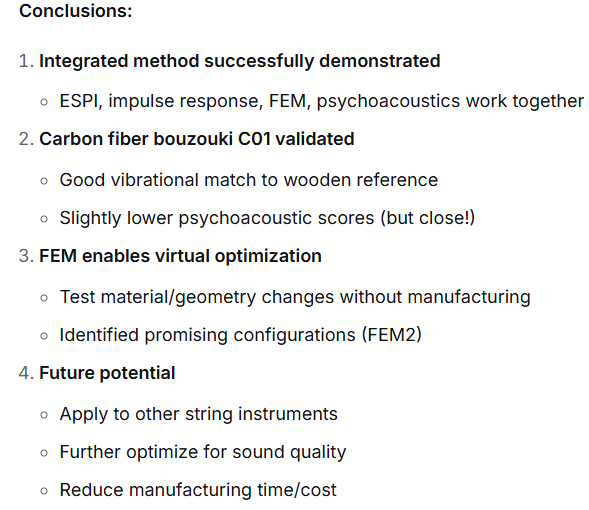 Conclusions:
1. Integrated method successfully demonstrated
○ ESPI, impulse response, FEM, psychoacoustics work together
2. Carbon fiber bouzouki C01 validated
○ Good vibrational match to wooden reference
○ Slightly lower psychoacoustic scores (but close!)
3. FEM enables virtual optimization
○ Test material/geometry changes without manufacturing
○ Identified promising configurations (FEM2)
4. Future potential
○ Apply to other string instruments
○ Further optimize for sound quality
○ Reduce manufacturing time/cost